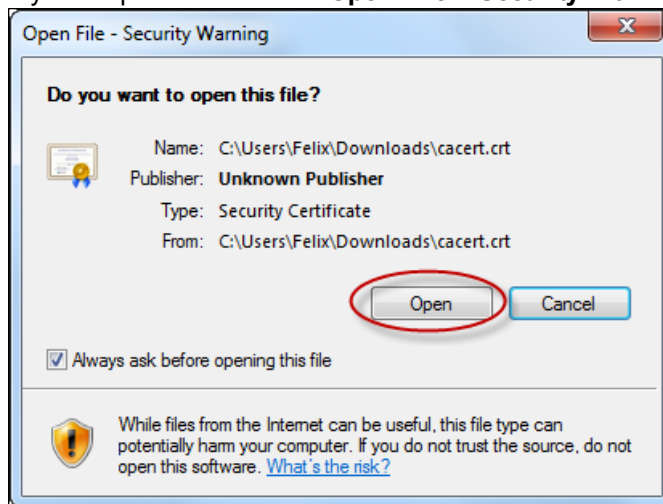 Open File - Security Warning
Do you want to open this file?
Name: C:\Users\Felix\Downloads\cacert.crt
Publisher: Unknown Publisher
Type: Security Certificate
From: C:\Users\Felix\Downloads\cacert.crt
Open Cancel
Always ask before opening this file
While files from the Internet can be useful, this file type can
potentially harm your computer. If you do not trust the source, do not
open this software. What's the risk?